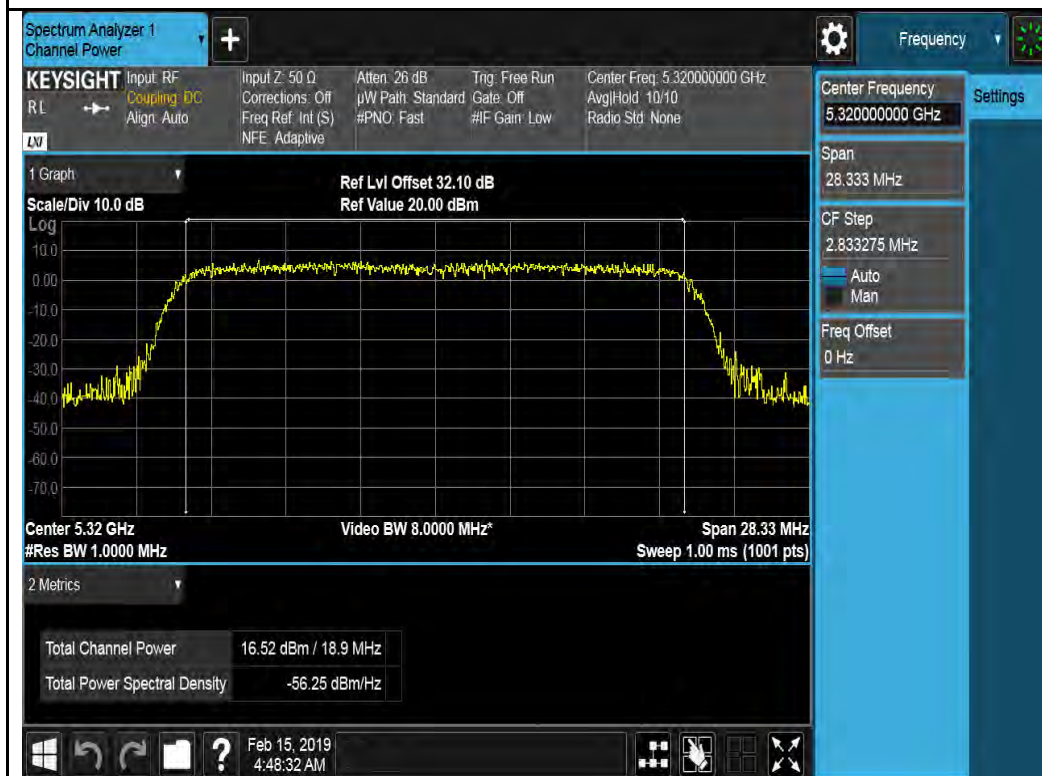 Spectrum Analyzer 1
Channel Power
+
Frequency
KEYSIGHT Input: RF Input Z: 50 Ω Atten: 26 dB Trig: Free Run Center Freq: 5.320000000 GHz
RL Coupling: DC Corrections: Off µW Path: Standard Gate: Off Avg|Hold: 10/10
Align: Auto Freq Ref: Int (S) #PNO: Fast #IF Gain: Low Radio Std: None
LXI NFE: Adaptive
Center Frequency
5.320000000 GHz
Settings
Span
28.333 MHz
CF Step
2.833275 MHz
Auto
Man
Freq Offset
0 Hz
1 Graph
Ref Lvl Offset 32.10 dB
Scale/Div 10.0 dB Ref Value 20.00 dBm
Log
10.0
0.00
-10.0
-20.0
-30.0
-40.0
-50.0
-60.0
-70.0
Center 5.32 GHz Video BW 8.0000 MHz* Span 28.33 MHz
#Res BW 1.0000 MHz Sweep 1.00 ms (1001 pts)
2 Metrics
Total Channel Power 16.52 dBm / 18.9 MHz
Total Power Spectral Density -56.25 dBm/Hz
? Feb 15, 2019
4:48:32 AM